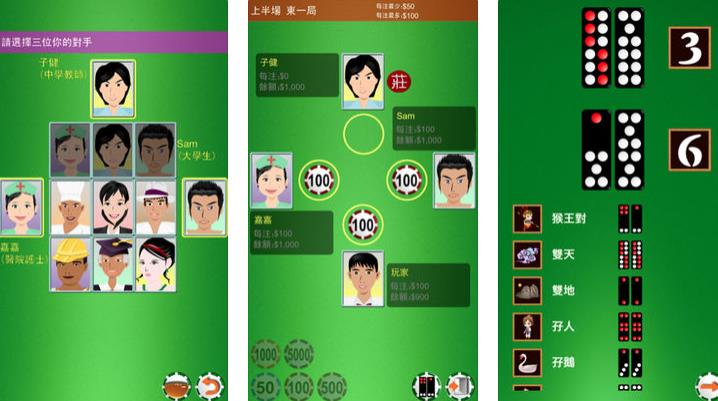 請選擇三位你的對手
子健
(中學教師)
Sam
(大學生)
嘉嘉
(醫院護士)
上半場 東一局
每注最少:$50
每注最多:$100
子健
每注:$0
餘額:$1,000
莊
Sam
每注:$100
餘額:$1,000
100
100
嘉嘉
每注:$100
餘額:$1,000
100
玩家
每注:$100
餘額:$900
1000
5000
50
100
500
3
6
猴王對
雙天
雙地
孖人
孖鵝